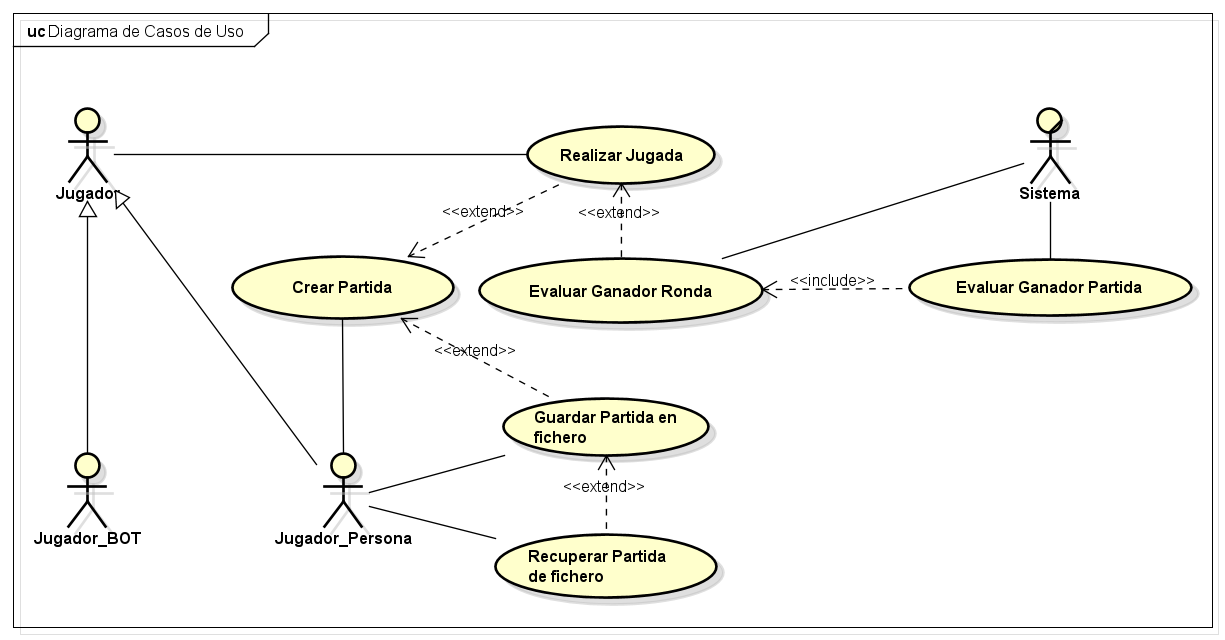 uc Diagrama de Casos de Uso
Jugador
Realizar Jugada
Sistema
<<extend>>
<<extend>>
Crear Partida
Evaluar Ganador Ronda
<<include>>
Evaluar Ganador Partida
<<extend>>
Guardar Partida en
fichero
<<extend>>
Jugador_BOT
Jugador_Persona
Recuperar Partida
de fichero